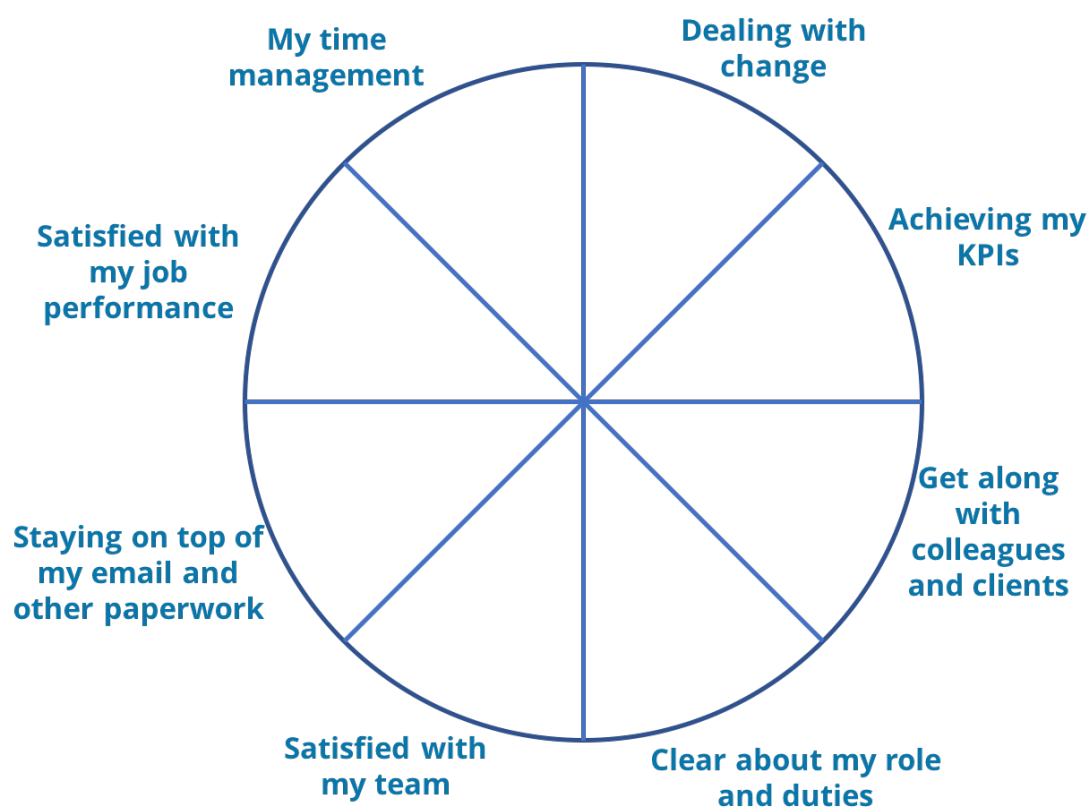 My time
management
Dealing with
change
Achieving my
KPIs
Get along
with
colleagues
and clients
Clear about my role
and duties
Satisfied with
my team
Staying on top of
my email and
other paperwork
Satisfied with
my job
performance